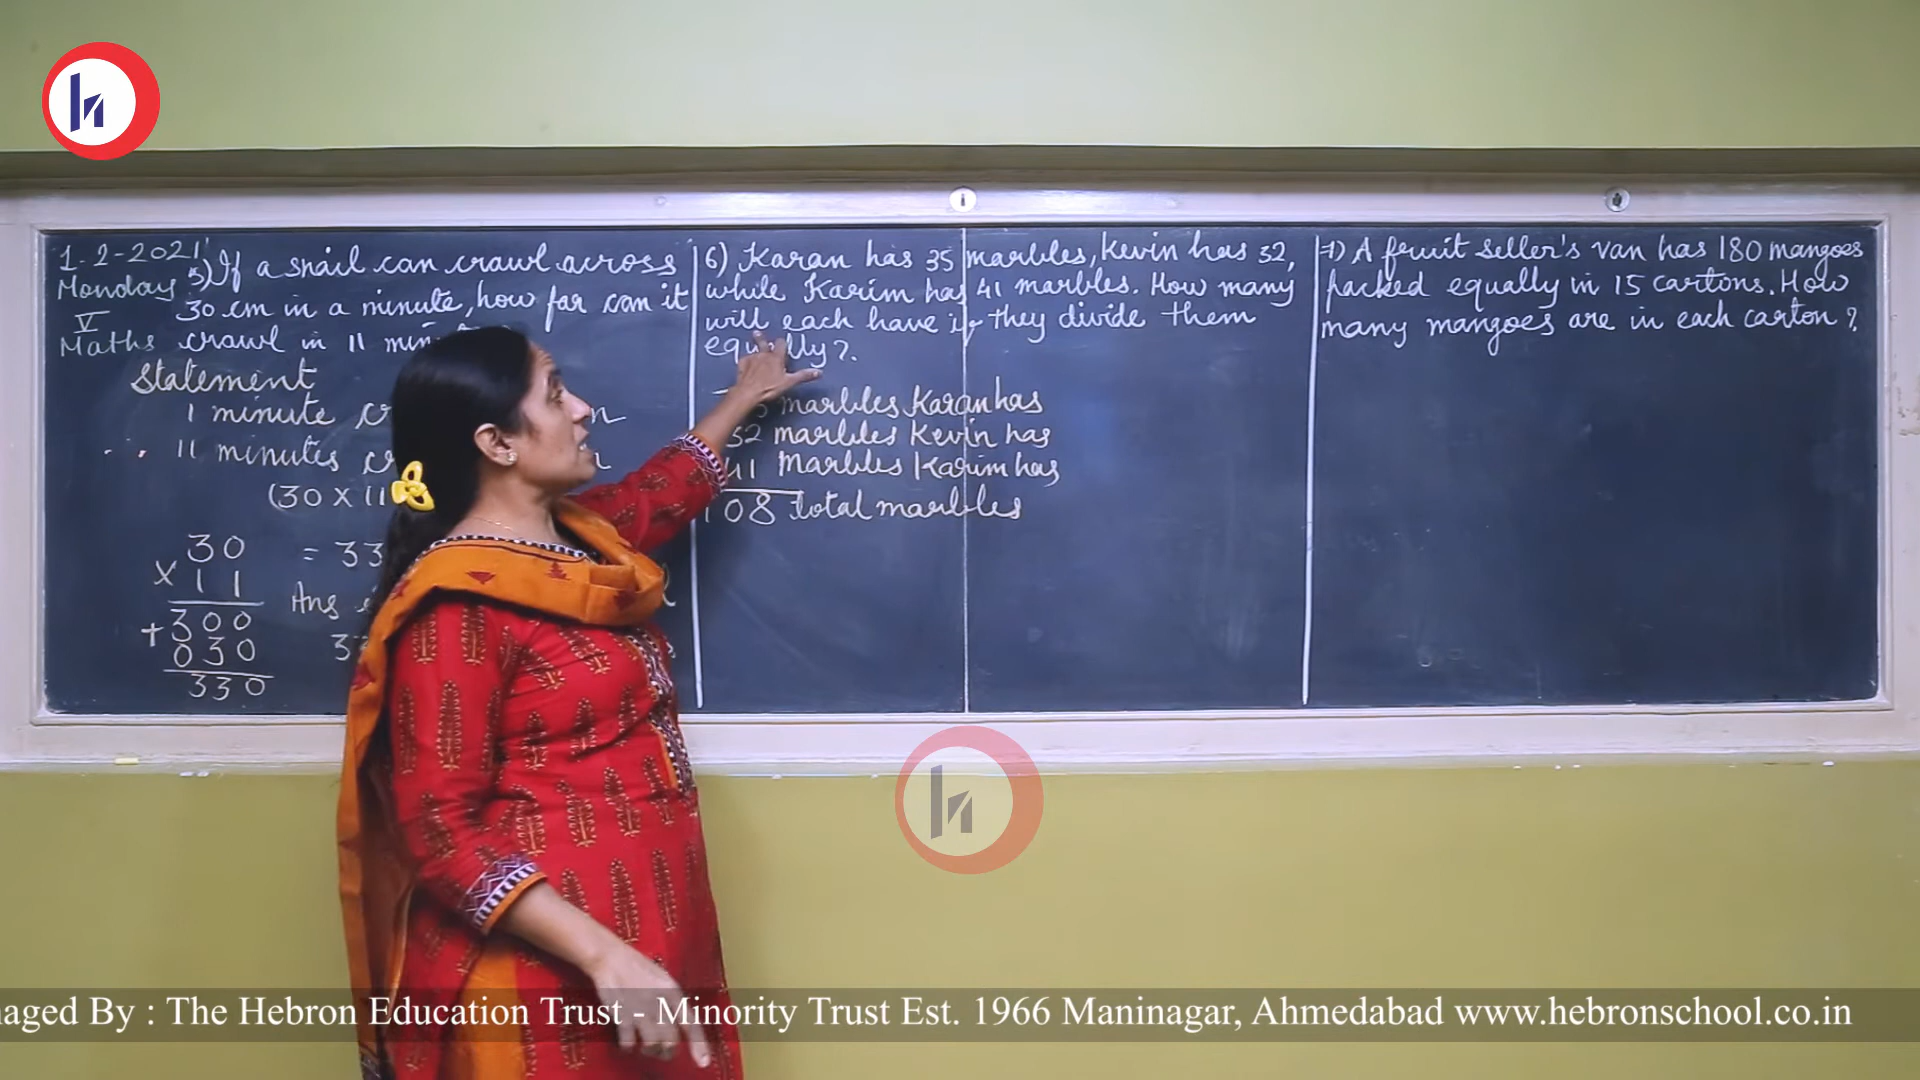 1-2-2021
Monday
V
Maths
5) If a snail can crawl across
30 cm in a minute, how far can it
crawl in 11
Statement
1 minute
∴ 11 minutes
(30 X 11
30
X 11
300
+ 030
330
= 33
Ans
6) Karan has 35 marbles, Kevin has 32,
while Karim has 41 marbles. How many
will each have if they divide them
equally?
marbles Karan has
32 marbles Kevin has
41 Marbles Karim has
108 total marbles
7) A fruit seller's van has 180 mangoes
packed equally in 15 cartons. How
many mangoes are in each carton?
naged By : The Hebron Education Trust - Minority Trust Est. 1966 Maninagar, Ahmedabad www.hebronschool.co.in